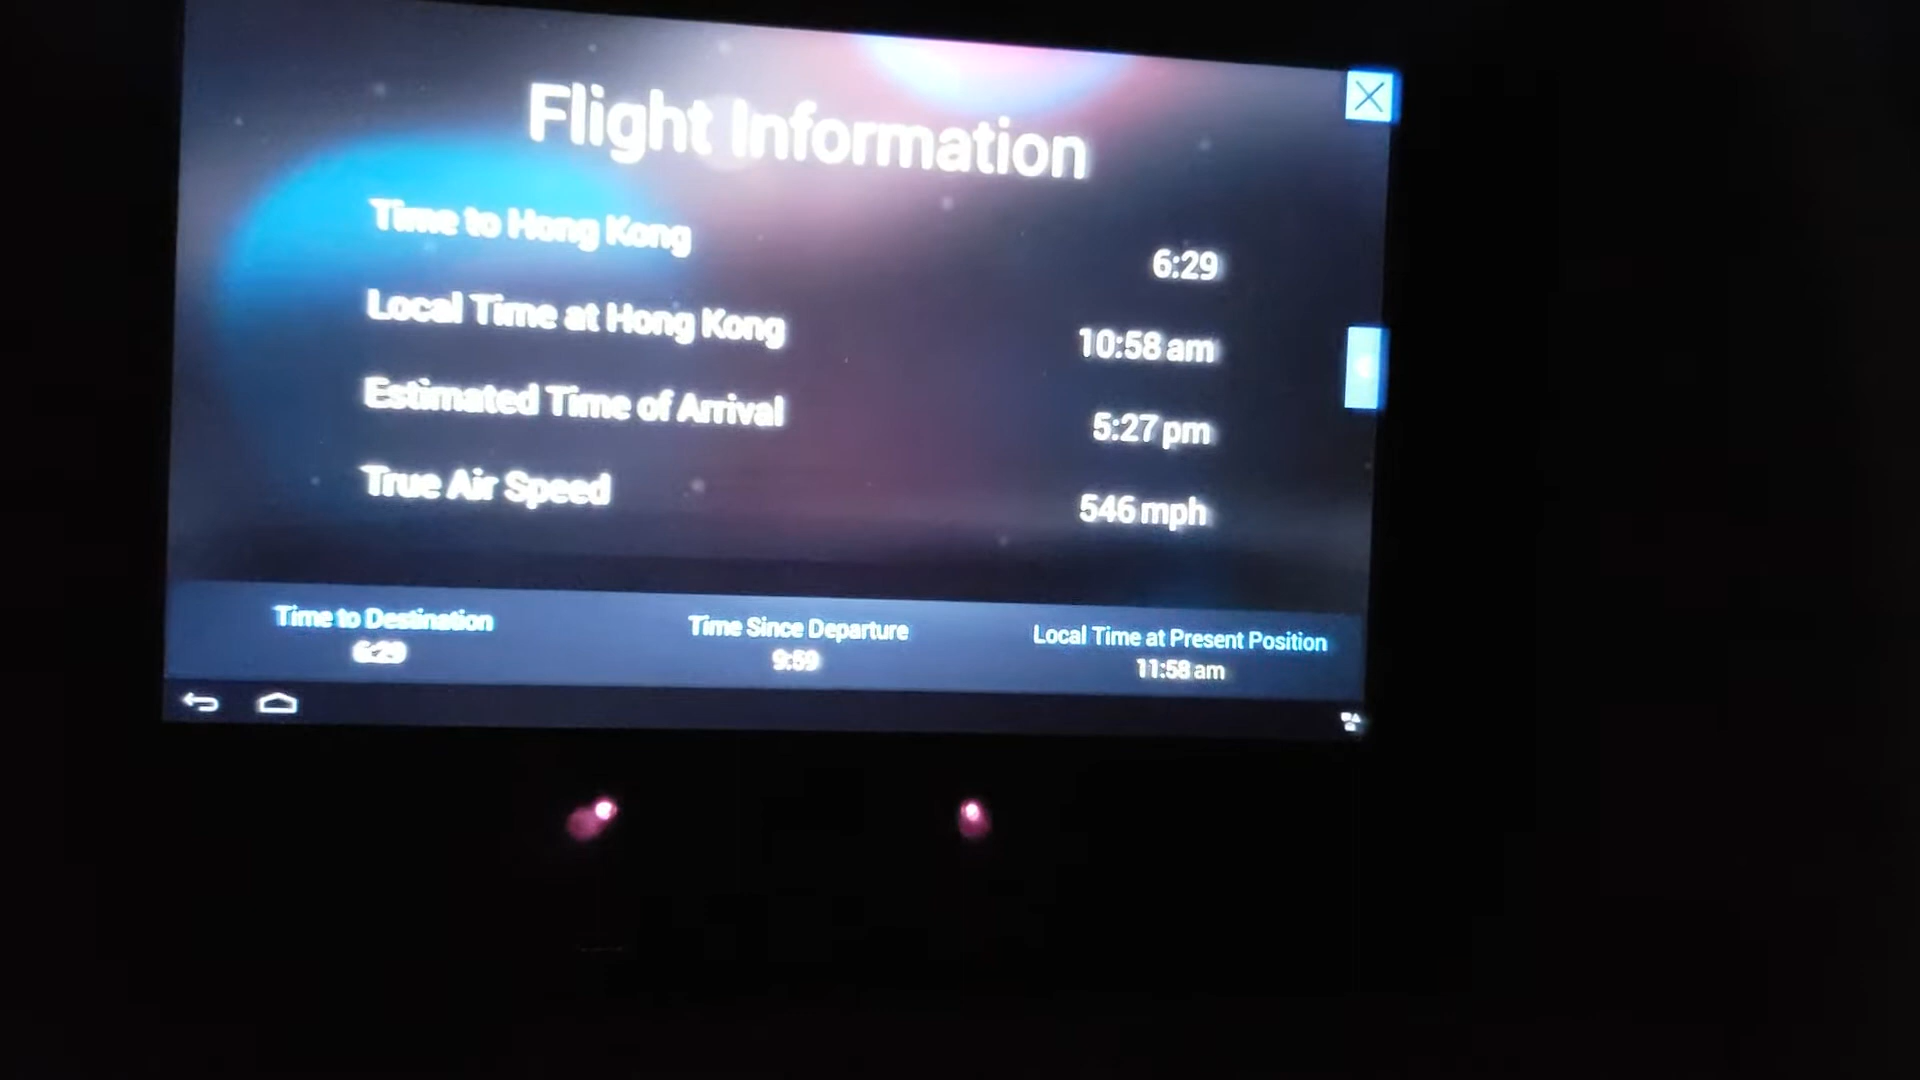 Flight Information
Time to Hong Kong
6:29
Local Time at Hong Kong
10:58 am
Estimated Time of Arrival
5:27 pm
True Air Speed
546 mph
Time to Destination
6:29
Time Since Departure
9:59
Local Time at Present Position
11:58 am